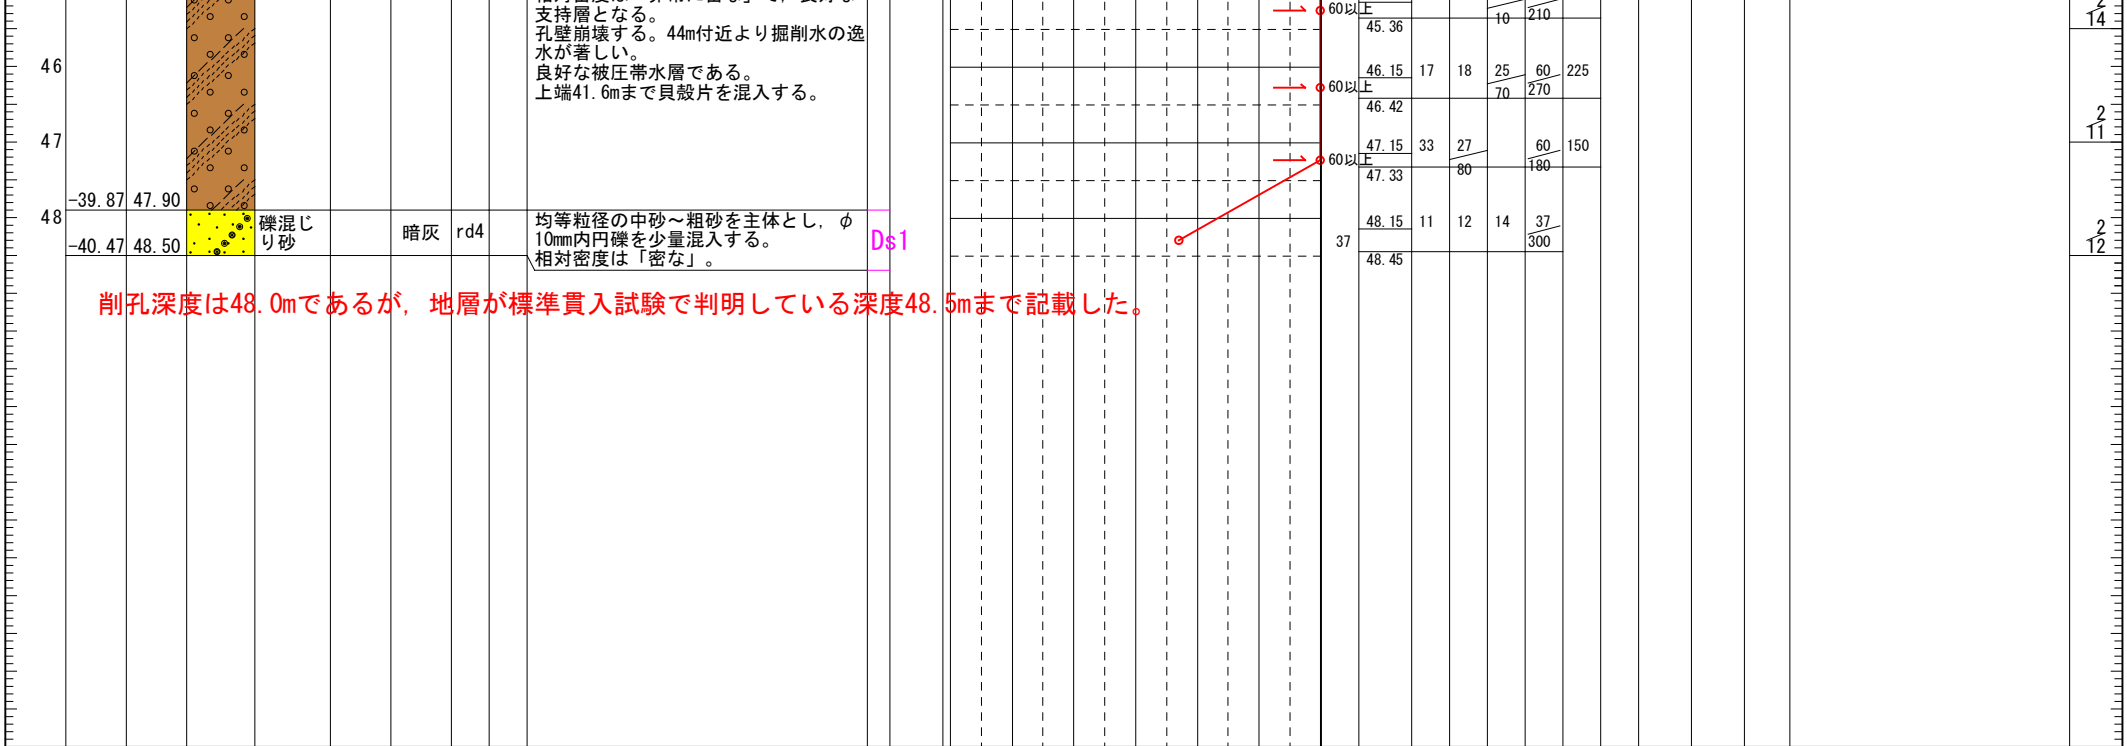 支持層となる。
孔壁崩壊する。44m付近より掘削水の逸
水が著しい。
良好な被圧帯水層である。
上端41.6mまで貝殻片を混入する。
60以上
10 210
45.36
2
14
46
60以上
46.15 17 18 25 60 225
70 270
46.42
47
60以上
47.15 33 27 60 150
80 180
47.33
2
11
-39.87 47.90
48
-40.47 48.50
礫混じ
り砂
暗灰 rd4
均等粒径の中砂～粗砂を主体とし, φ
10mm内円礫を少量混入する。
相対密度は「密な」。
Ds1
37
48.15 11 12 14 37
300
48.45
2
12
削孔深度は48.0mであるが, 地層が標準貫入試験で判明している深度48.5mまで記載した。